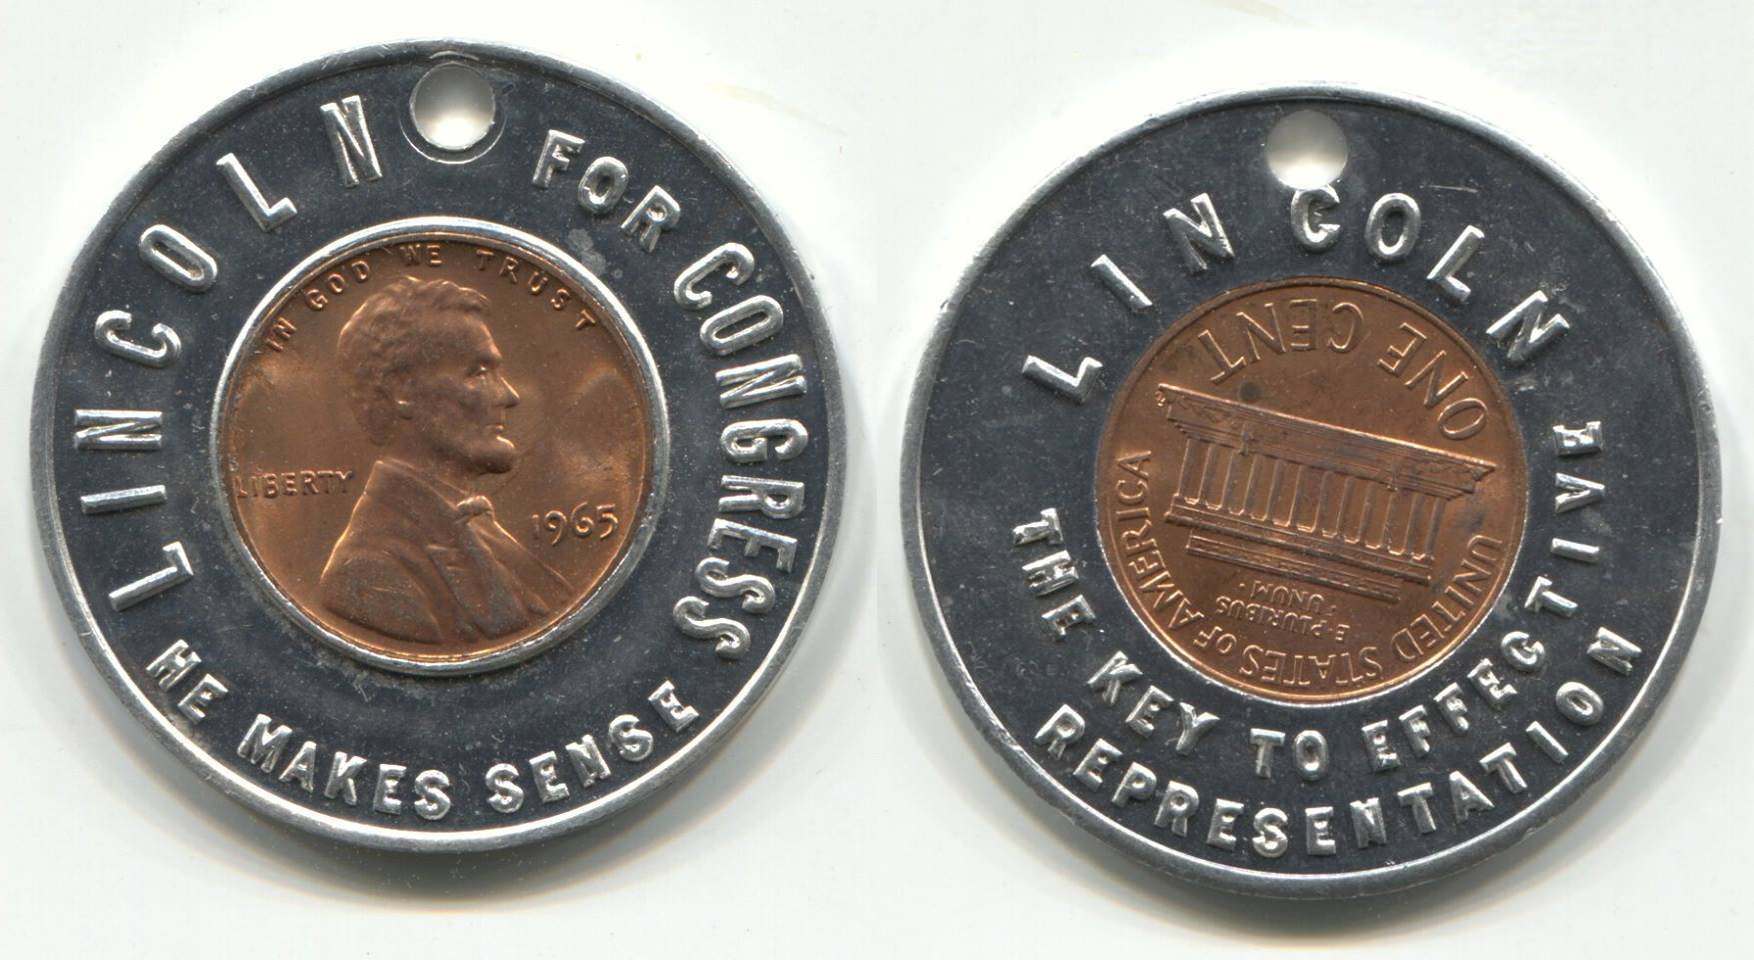 LINCOLN FOR CONGRESS
HE MAKES SENSE
IN GOD WE TRUST
LIBERTY
1965
LINCOLN
THE KEY TO EFFECTIVE
REPRESENTATION
UNITED STATES OF AMERICA
E·PLURIBUS
·UNUM·
ONE CENT